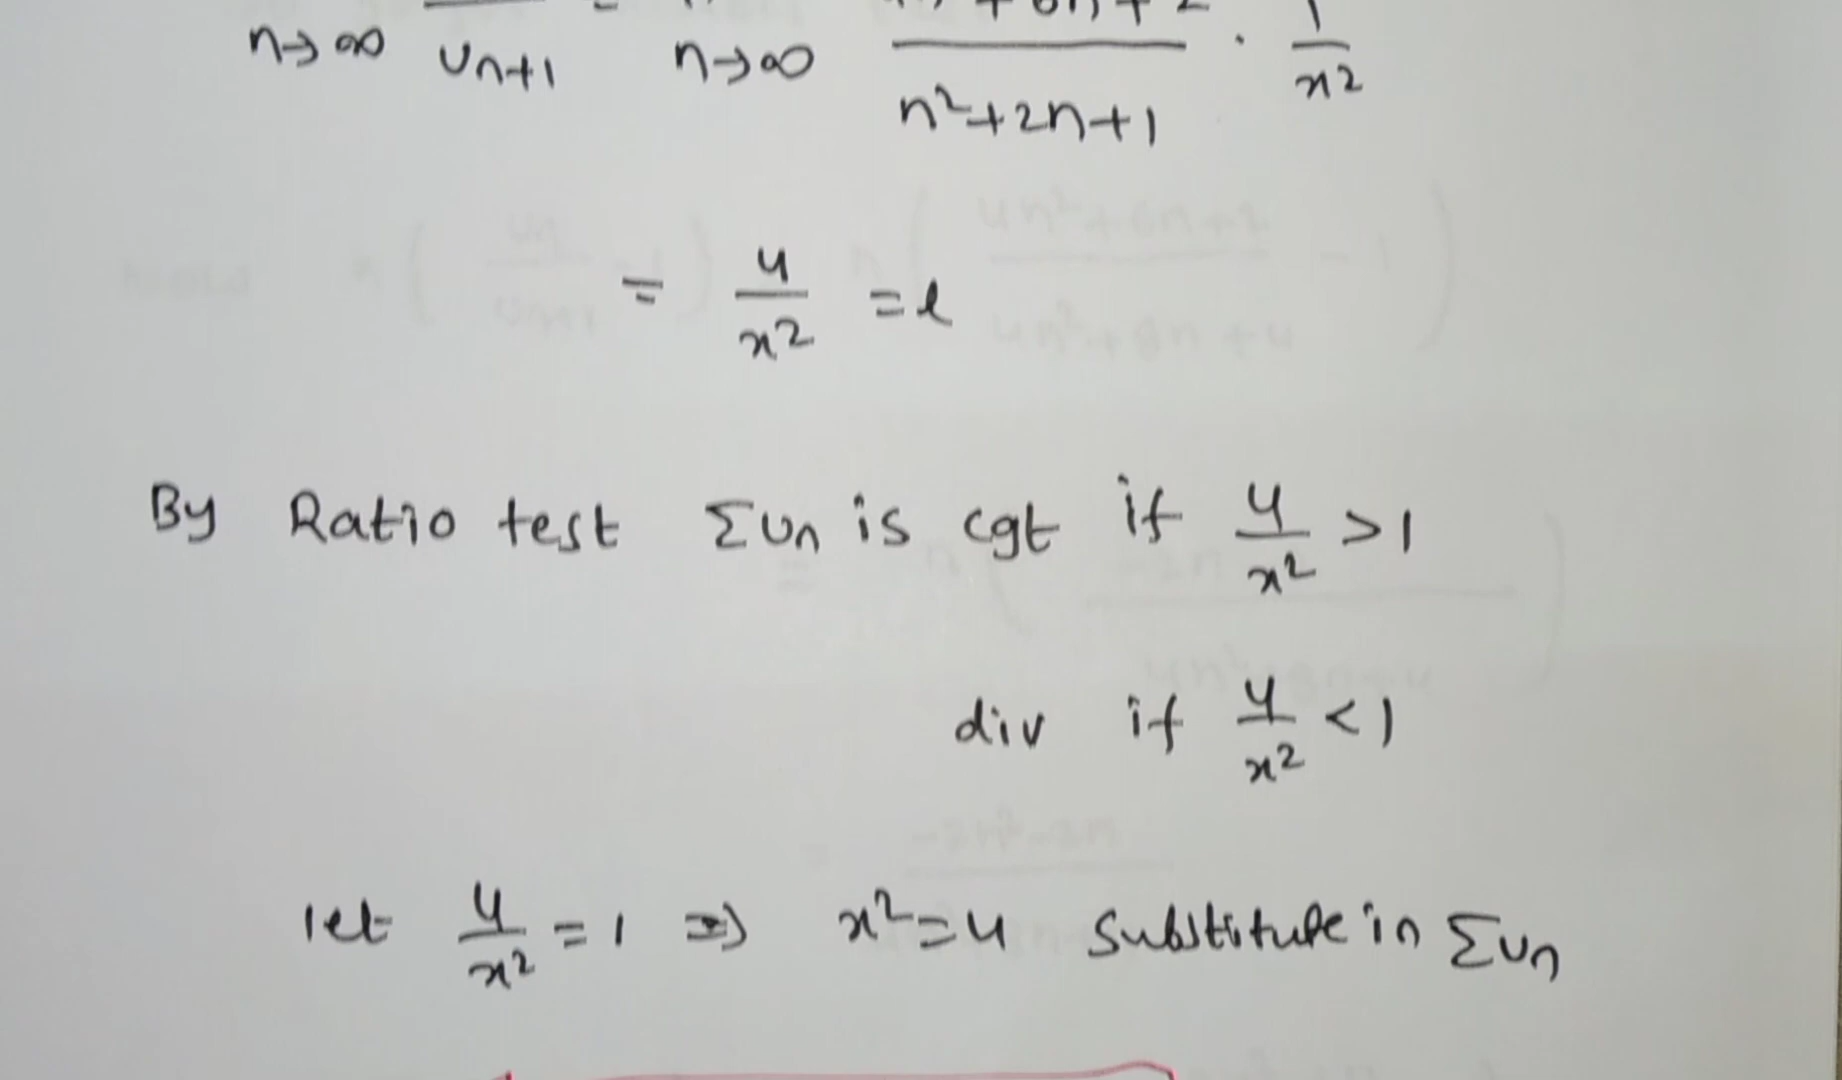 n→∞ Un+1 n→∞ n²+2n+1 · 1/x²
= 4/x² = l
By Ratio test ΣUn is cgt if 4/x² >1
div if 4/x² <1
let 4/x² = 1 ⇒ x²=4 substitute in ΣUn